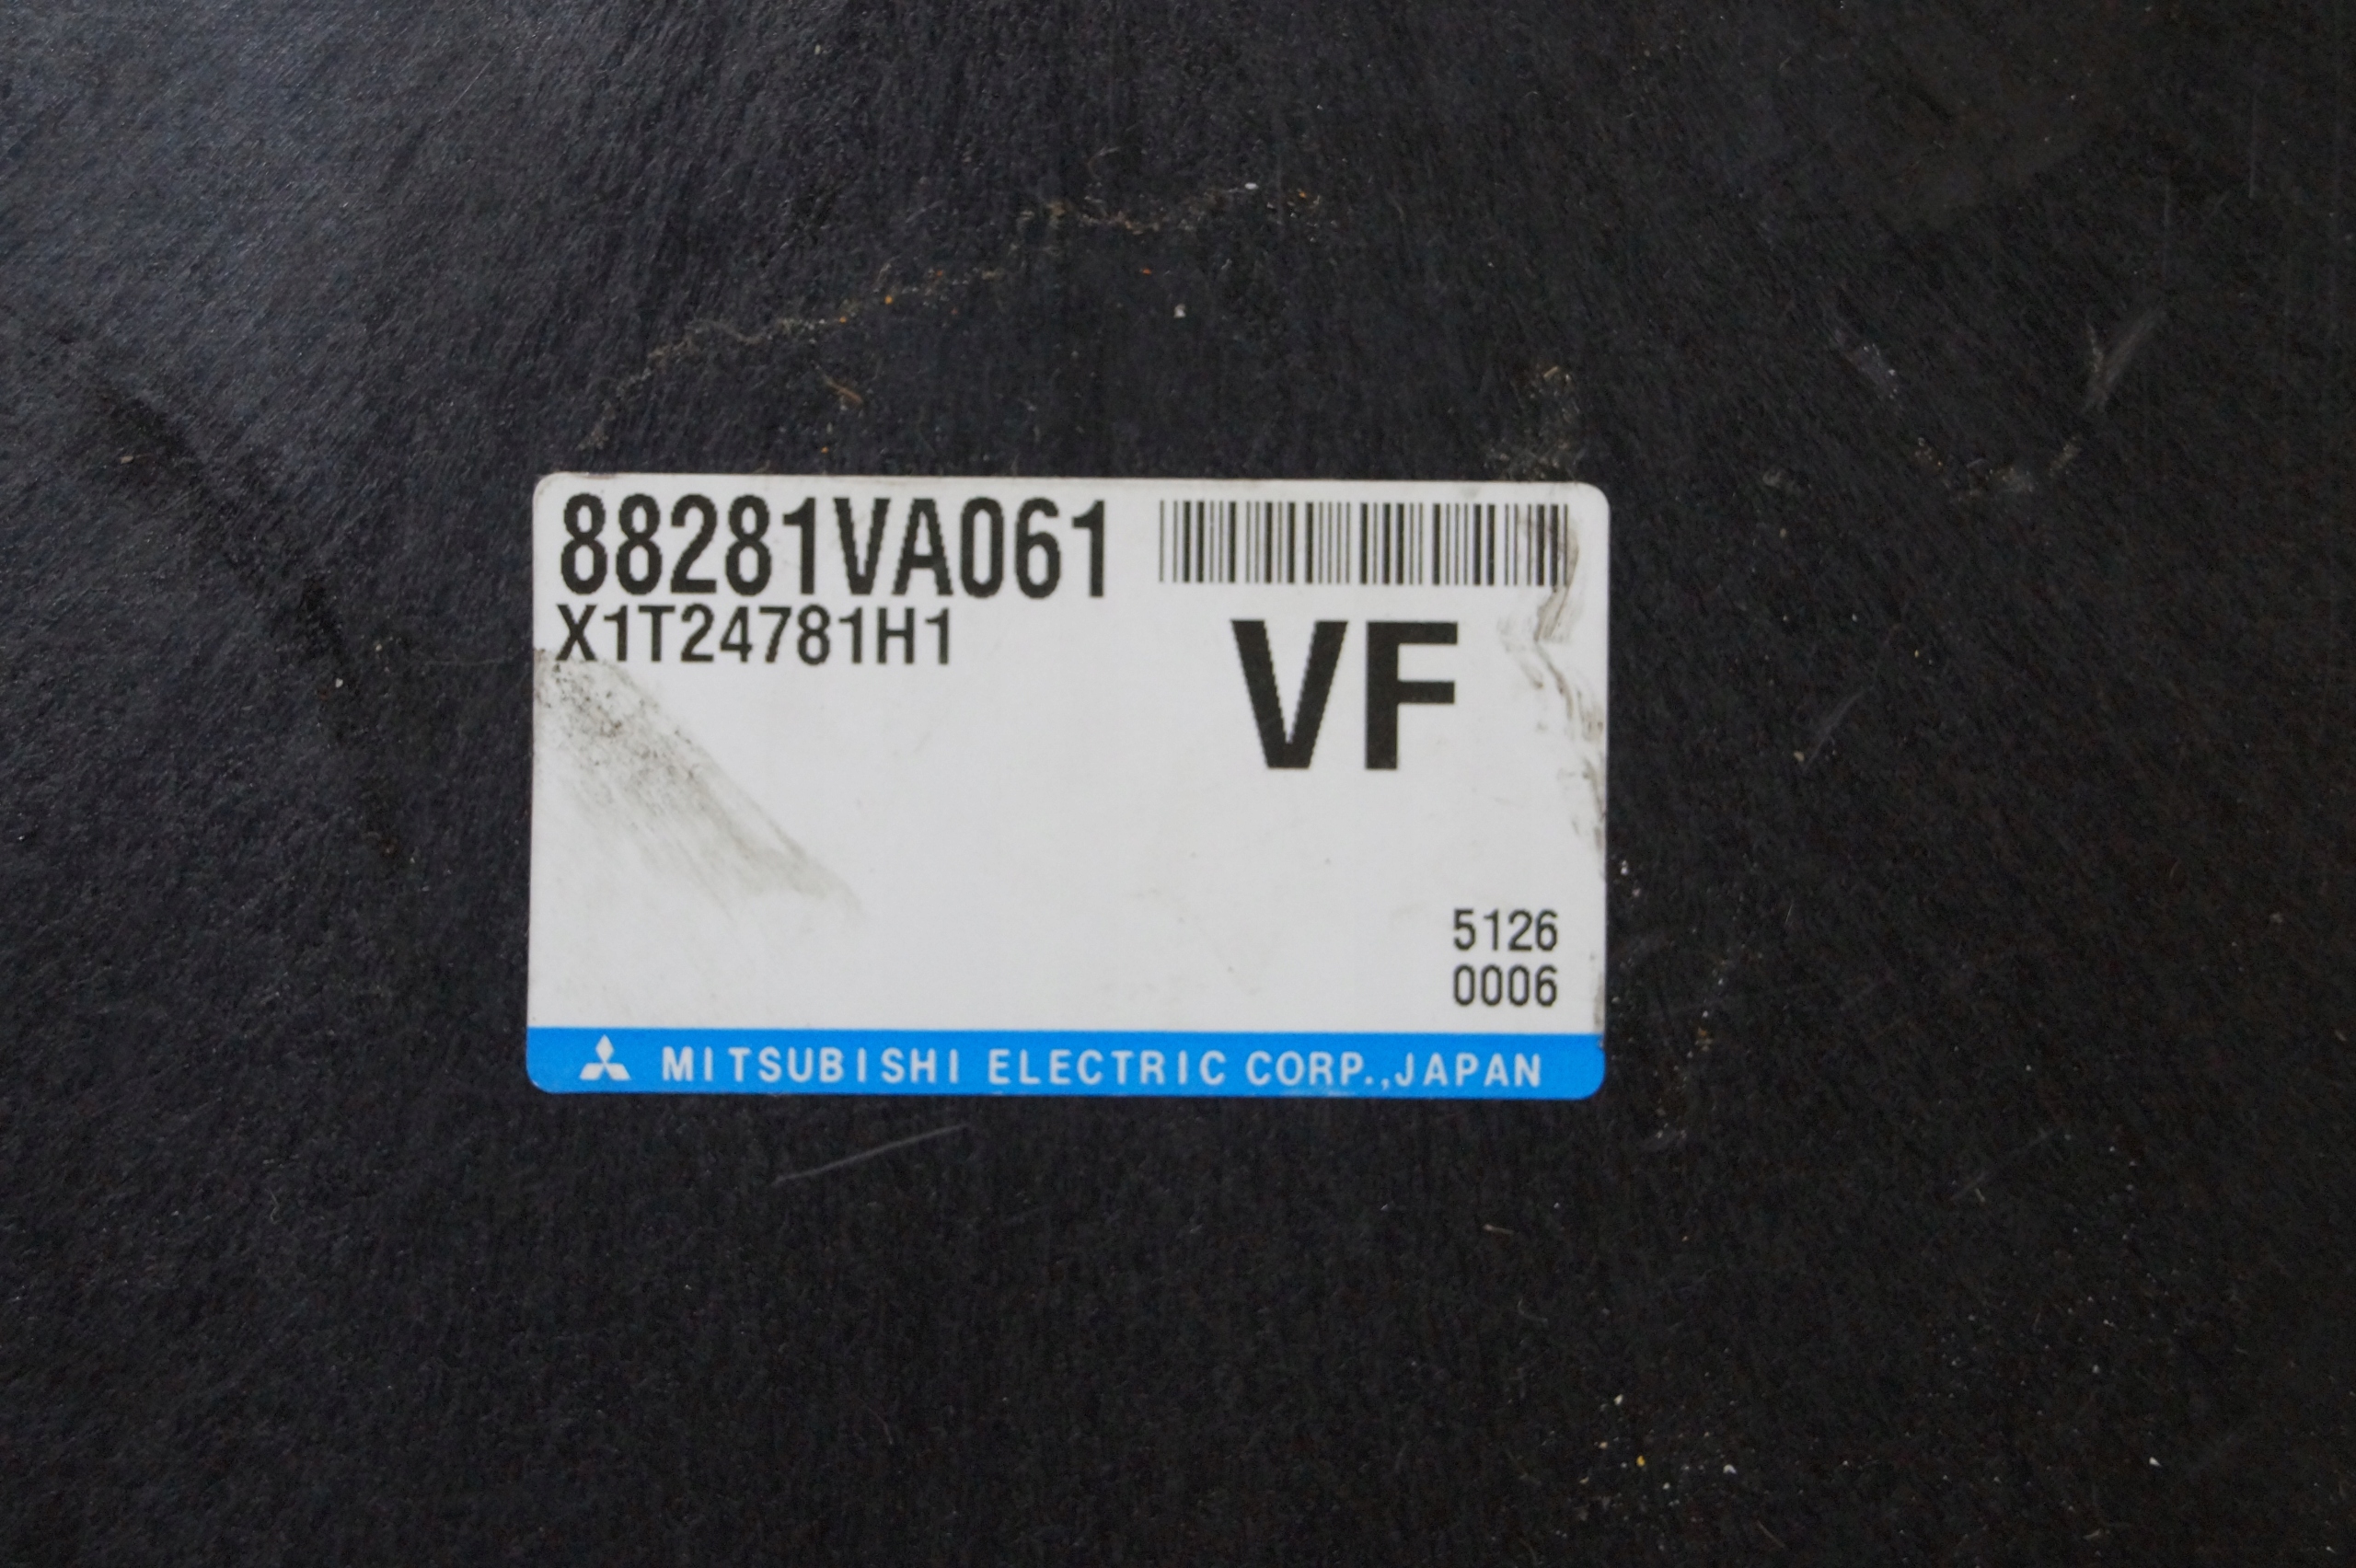 88281VA061
X1T24781H1
VF
5126
0006
MITSUBISHI ELECTRIC CORP.,JAPAN